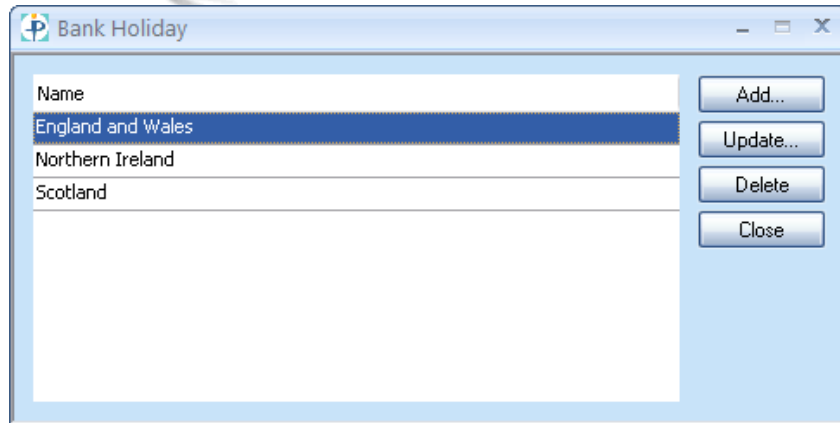 Bank Holiday
Name
England and Wales
Northern Ireland
Scotland
Add...
Update...
Delete
Close